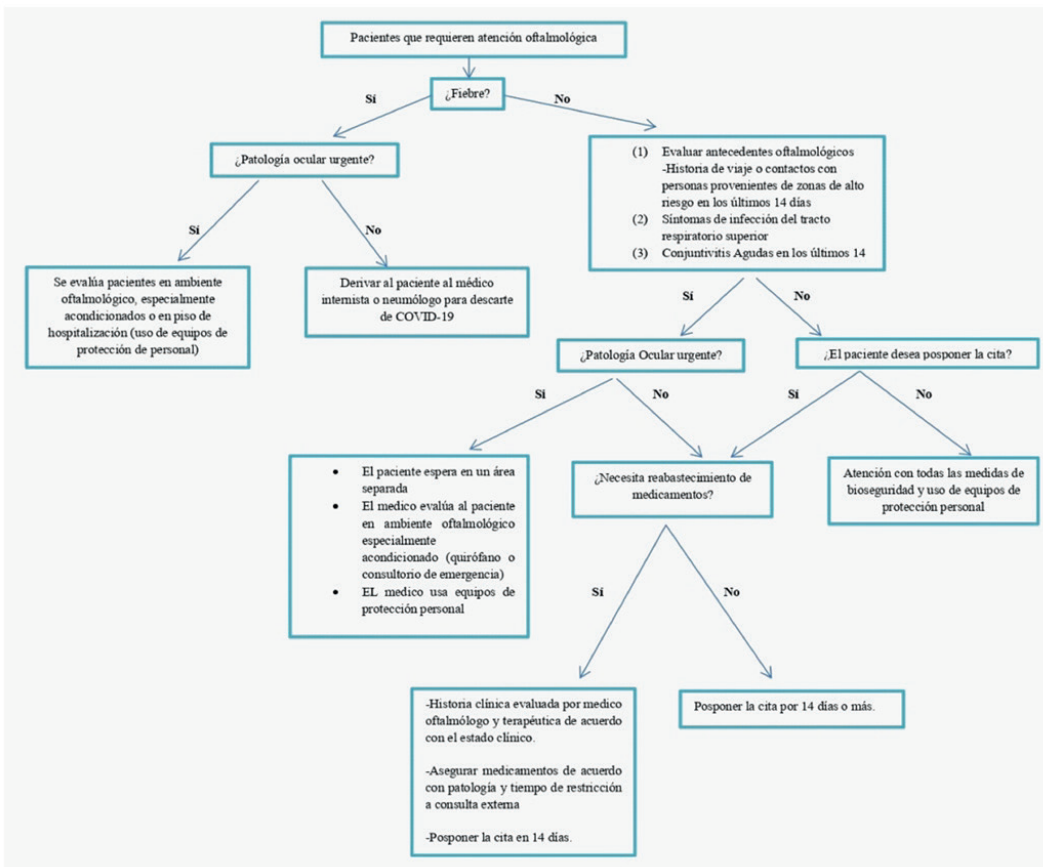 Pacientes que requieren atención oftalmológica
¿Fiebre?
Sí
No
¿Patología ocular urgente?
(1) Evaluar antecedentes oftalmológicos
-Historia de viaje o contactos con
personas provenientes de zonas de alto
riesgo en los últimos 14 días
(2) Síntomas de infección del tracto
respiratorio superior
(3) Conjuntivitis Agudas en los últimos 14
Sí
No
Se evalúa pacientes en ambiente
oftalmológico, especialmente
acondicionados o en piso de
hospitalización (uso de equipos de
protección de personal)
Derivar al paciente al médico
internista o neumólogo para descarte
de COVID-19
Sí
No
¿Patología Ocular urgente?
¿El paciente desea posponer la cita?
Sí
No
Sí
No
• El paciente espera en un área
separada
• El medico evalúa al paciente
en ambiente oftalmológico
especialmente
acondicionado (quirófano o
consultorio de emergencia)
• EL medico usa equipos de
protección personal
¿Necesita reabastecimiento de
medicamentos?
Atención con todas las medidas de
bioseguridad y uso de equipos de
protección personal
Sí
No
-Historia clínica evaluada por medico
oftalmólogo y terapéutica de acuerdo
con el estado clínico.
-Asegurar medicamentos de acuerdo
con patología y tiempo de restricción
a consulta externa
-Posponer la cita en 14 días.
Posponer la cita por 14 días o más.